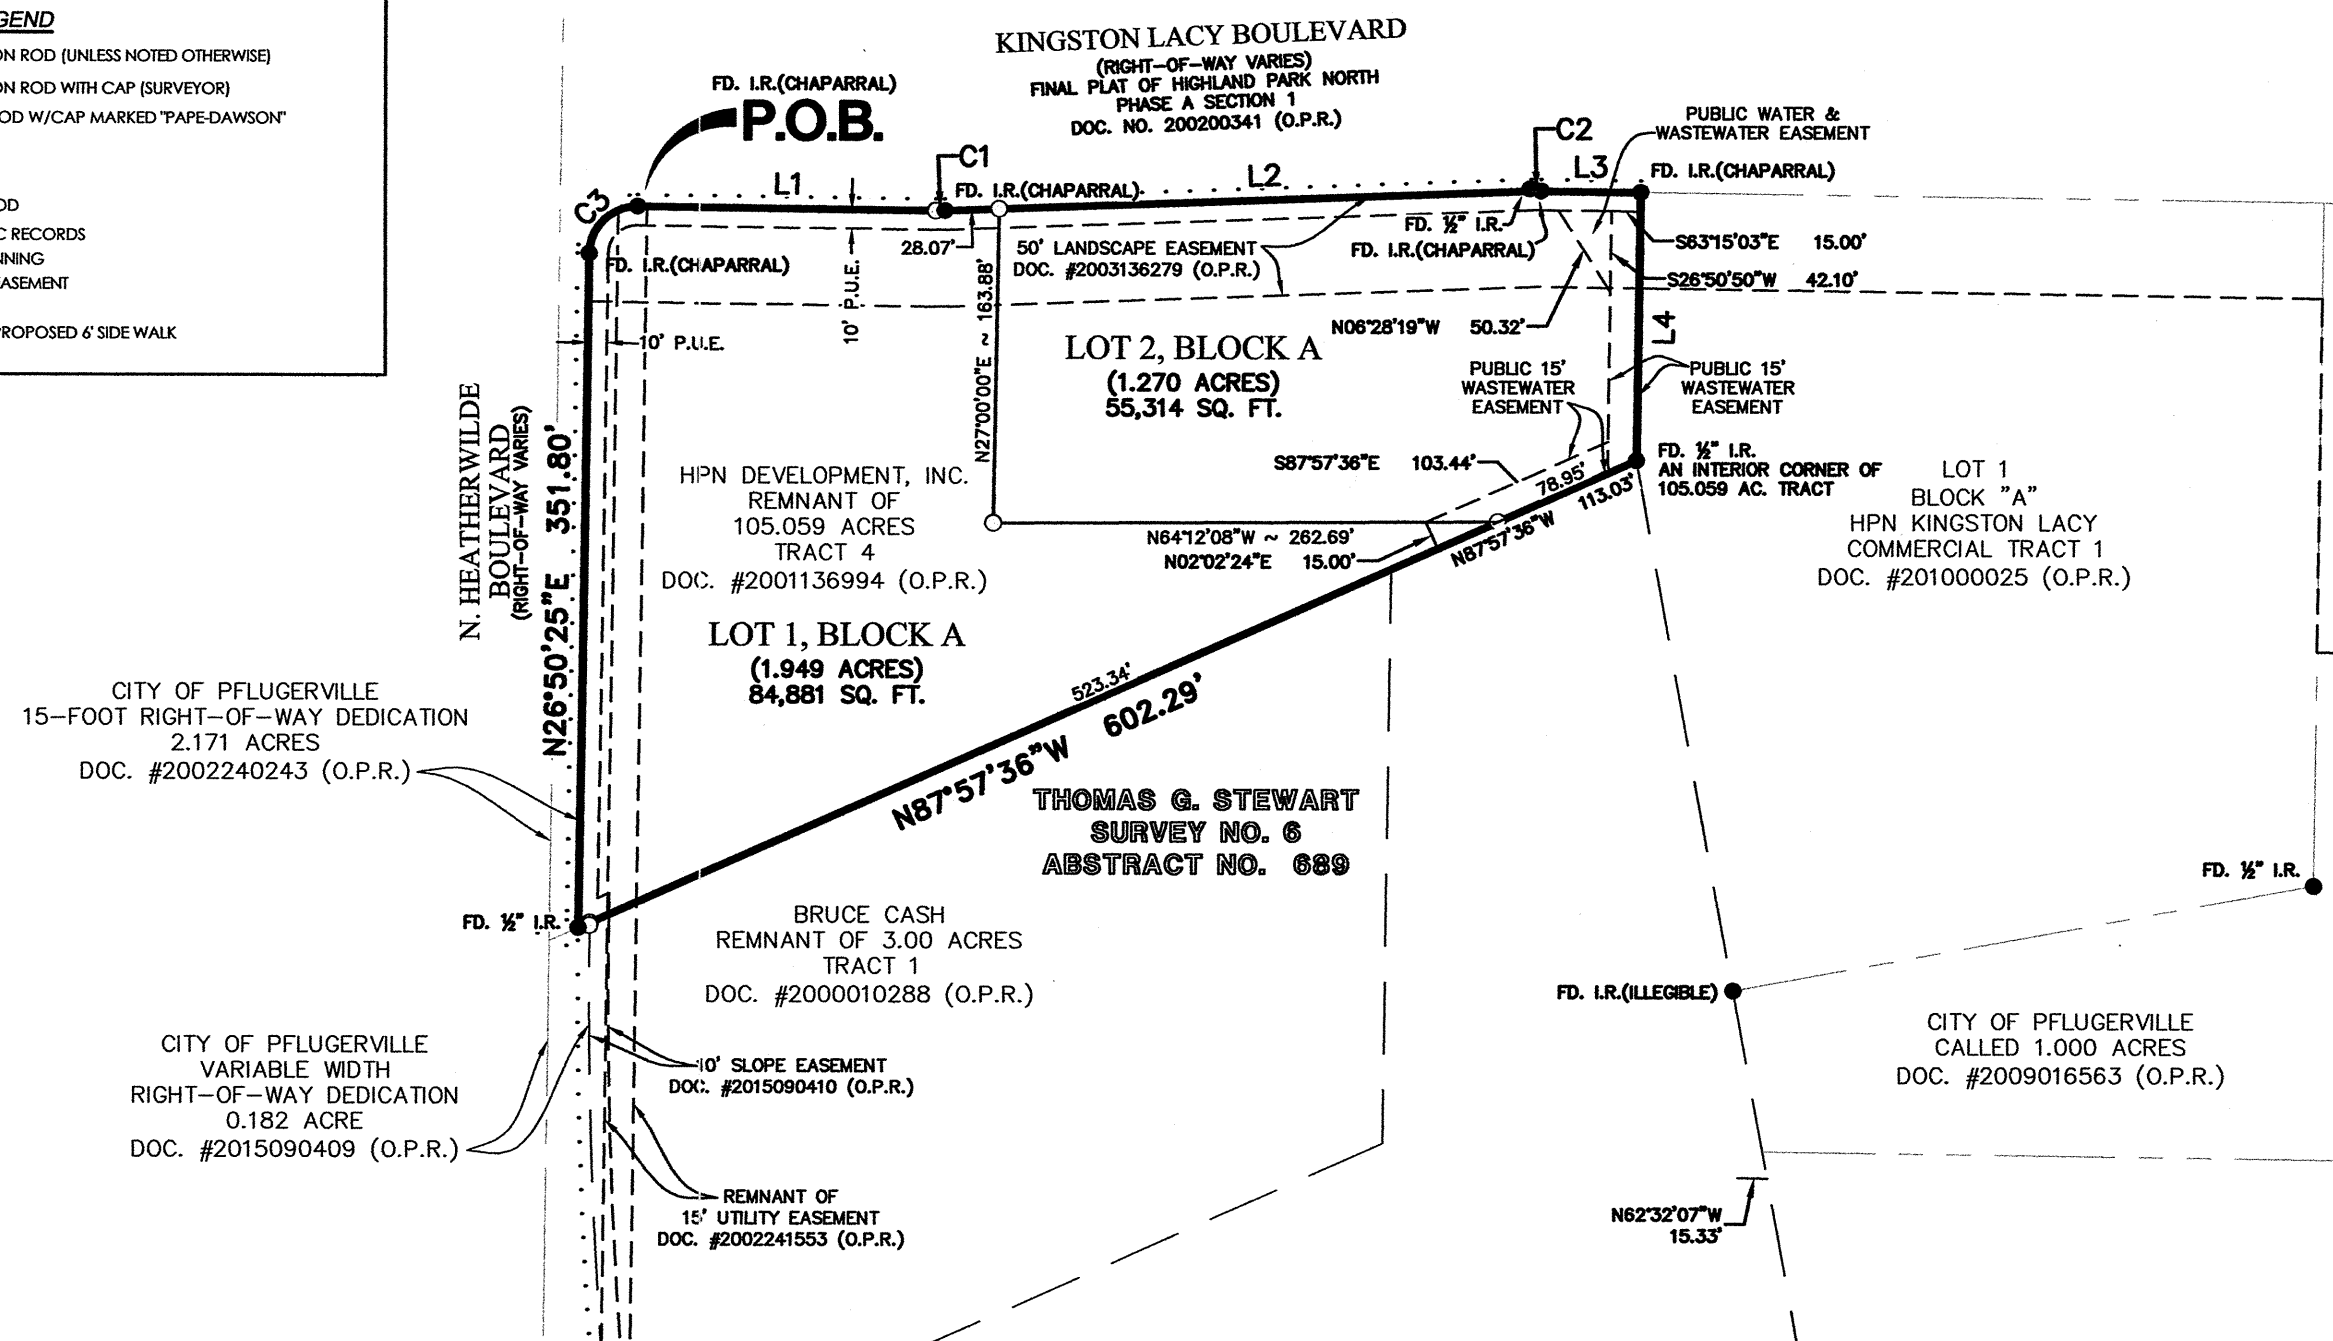 GEND
ON ROD (UNLESS NOTED OTHERWISE)
ON ROD WITH CAP (SURVEYOR)
OD W/CAP MARKED "PAPE-DAWSON"
OD
C RECORDS
NNING
ASEMENT
ROPOSED 6' SIDE WALK
KINGSTON LACY BOULEVARD
(RIGHT-OF-WAY VARIES)
FINAL PLAT OF HIGHLAND PARK NORTH
PHASE A SECTION 1
DOC. NO. 200200341 (O.P.R.)
FD. I.R.(CHAPARRAL)
P.O.B.
C3
L1
C1
FD. I.R.(CHAPARRAL)
L2
C2
L3
PUBLIC WATER &
WASTEWATER EASEMENT
FD. I.R.(CHAPARRAL)
FD. I.R.(CHAPARRAL)
28.07'
50' LANDSCAPE EASEMENT
DOC. #2003136279 (O.P.R.)
FD. ½" I.R.
FD. I.R.(CHAPARRAL)
S63°15'03"E 15.00'
S26°50'50"W 42.10'
N06°28'19"W 50.32'
10' P.U.E.
10' P.U.E.
N27°00'00"E ~ 163.88'
LOT 2, BLOCK A
(1.270 ACRES)
55,314 SQ. FT.
L4
PUBLIC 15'
WASTEWATER
EASEMENT
PUBLIC 15'
WASTEWATER
EASEMENT
N. HEATHERWILDE
BOULEVARD
(RIGHT-OF-WAY VARIES)
N26°50'25"E 351.80'
HPN DEVELOPMENT, INC.
REMNANT OF
105.059 ACRES
TRACT 4
DOC. #2001136994 (O.P.R.)
S87°57'36"E 103.44'
78.95'
113.03'
N87°57'36"W
N64°12'08"W ~ 262.69'
N02°02'24"E 15.00'
FD. ½" I.R.
AN INTERIOR CORNER OF
105.059 AC. TRACT
LOT 1
BLOCK "A"
HPN KINGSTON LACY
COMMERCIAL TRACT 1
DOC. #201000025 (O.P.R.)
LOT 1, BLOCK A
(1.949 ACRES)
84,881 SQ. FT.
523.34'
N87°57'36"W 602.29'
CITY OF PFLUGERVILLE
15-FOOT RIGHT-OF-WAY DEDICATION
2.171 ACRES
DOC. #2002240243 (O.P.R.)
THOMAS G. STEWART
SURVEY NO. 6
ABSTRACT NO. 689
FD. ½" I.R.
FD. ½" I.R.
BRUCE CASH
REMNANT OF 3.00 ACRES
TRACT 1
DOC. #2000010288 (O.P.R.)
FD. I.R.(ILLEGIBLE)
CITY OF PFLUGERVILLE
VARIABLE WIDTH
RIGHT-OF-WAY DEDICATION
0.182 ACRE
DOC. #2015090409 (O.P.R.)
10' SLOPE EASEMENT
DOC. #2015090410 (O.P.R.)
CITY OF PFLUGERVILLE
CALLED 1.000 ACRES
DOC. #2009016563 (O.P.R.)
REMNANT OF
15' UTILITY EASEMENT
DOC. #2002241553 (O.P.R.)
N62°32'07"W
15.33'